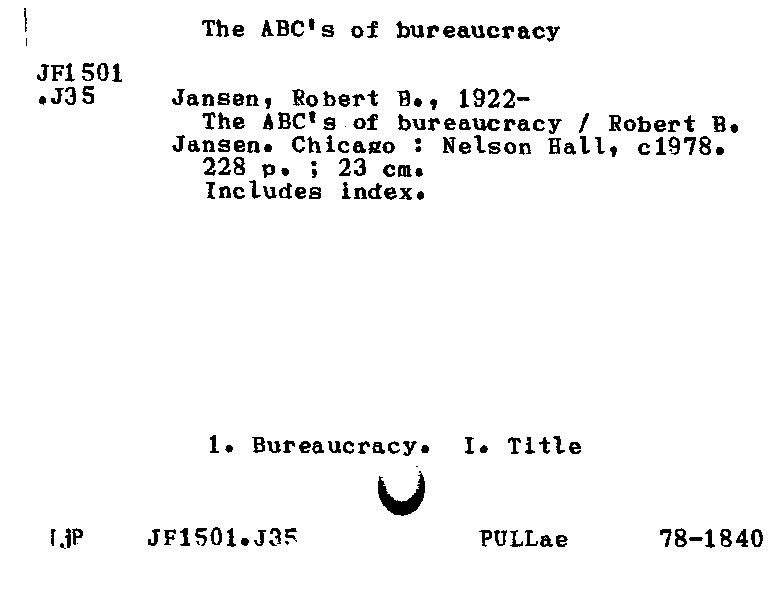 The ABC's of bureaucracy
JF1501
.J35 Jansen, Robert B., 1922-
The ABC's of bureaucracy / Robert B.
Jansen. Chicago : Nelson Hall, c1978.
228 p. ; 23 cm.
Includes index.
1. Bureaucracy. I. Title
JF1501.J35 PULLae 78-1840